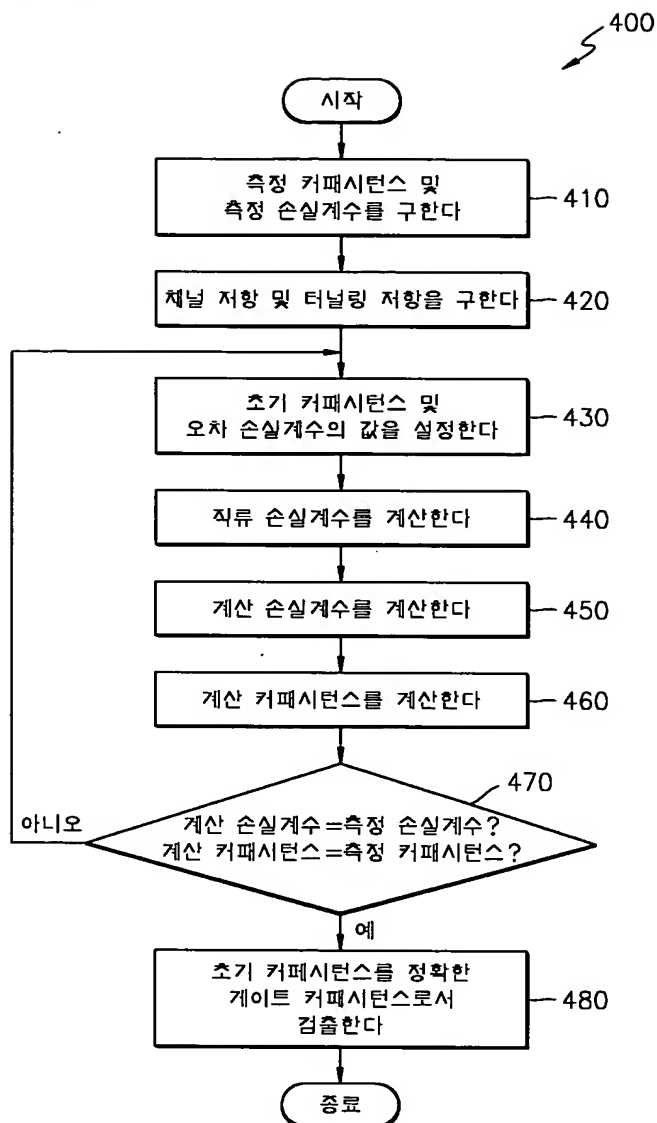 400
시작
측정 커패시턴스 및
측정 손실계수를 구한다
410
채널 저항 및 터널링 저항을 구한다
420
초기 커패시턴스 및
오차 손실계수의 값을 설정한다
430
직류 손실계수를 계산한다
440
계산 손실계수를 계산한다
450
계산 커패시턴스를 계산한다
460
470
아니오
계산 손실계수=측정 손실계수?
계산 커패시턴스=측정 커패시턴스?
예
초기 커페시턴스를 정확한
게이트 커패시턴스로서
검출한다
480
종료